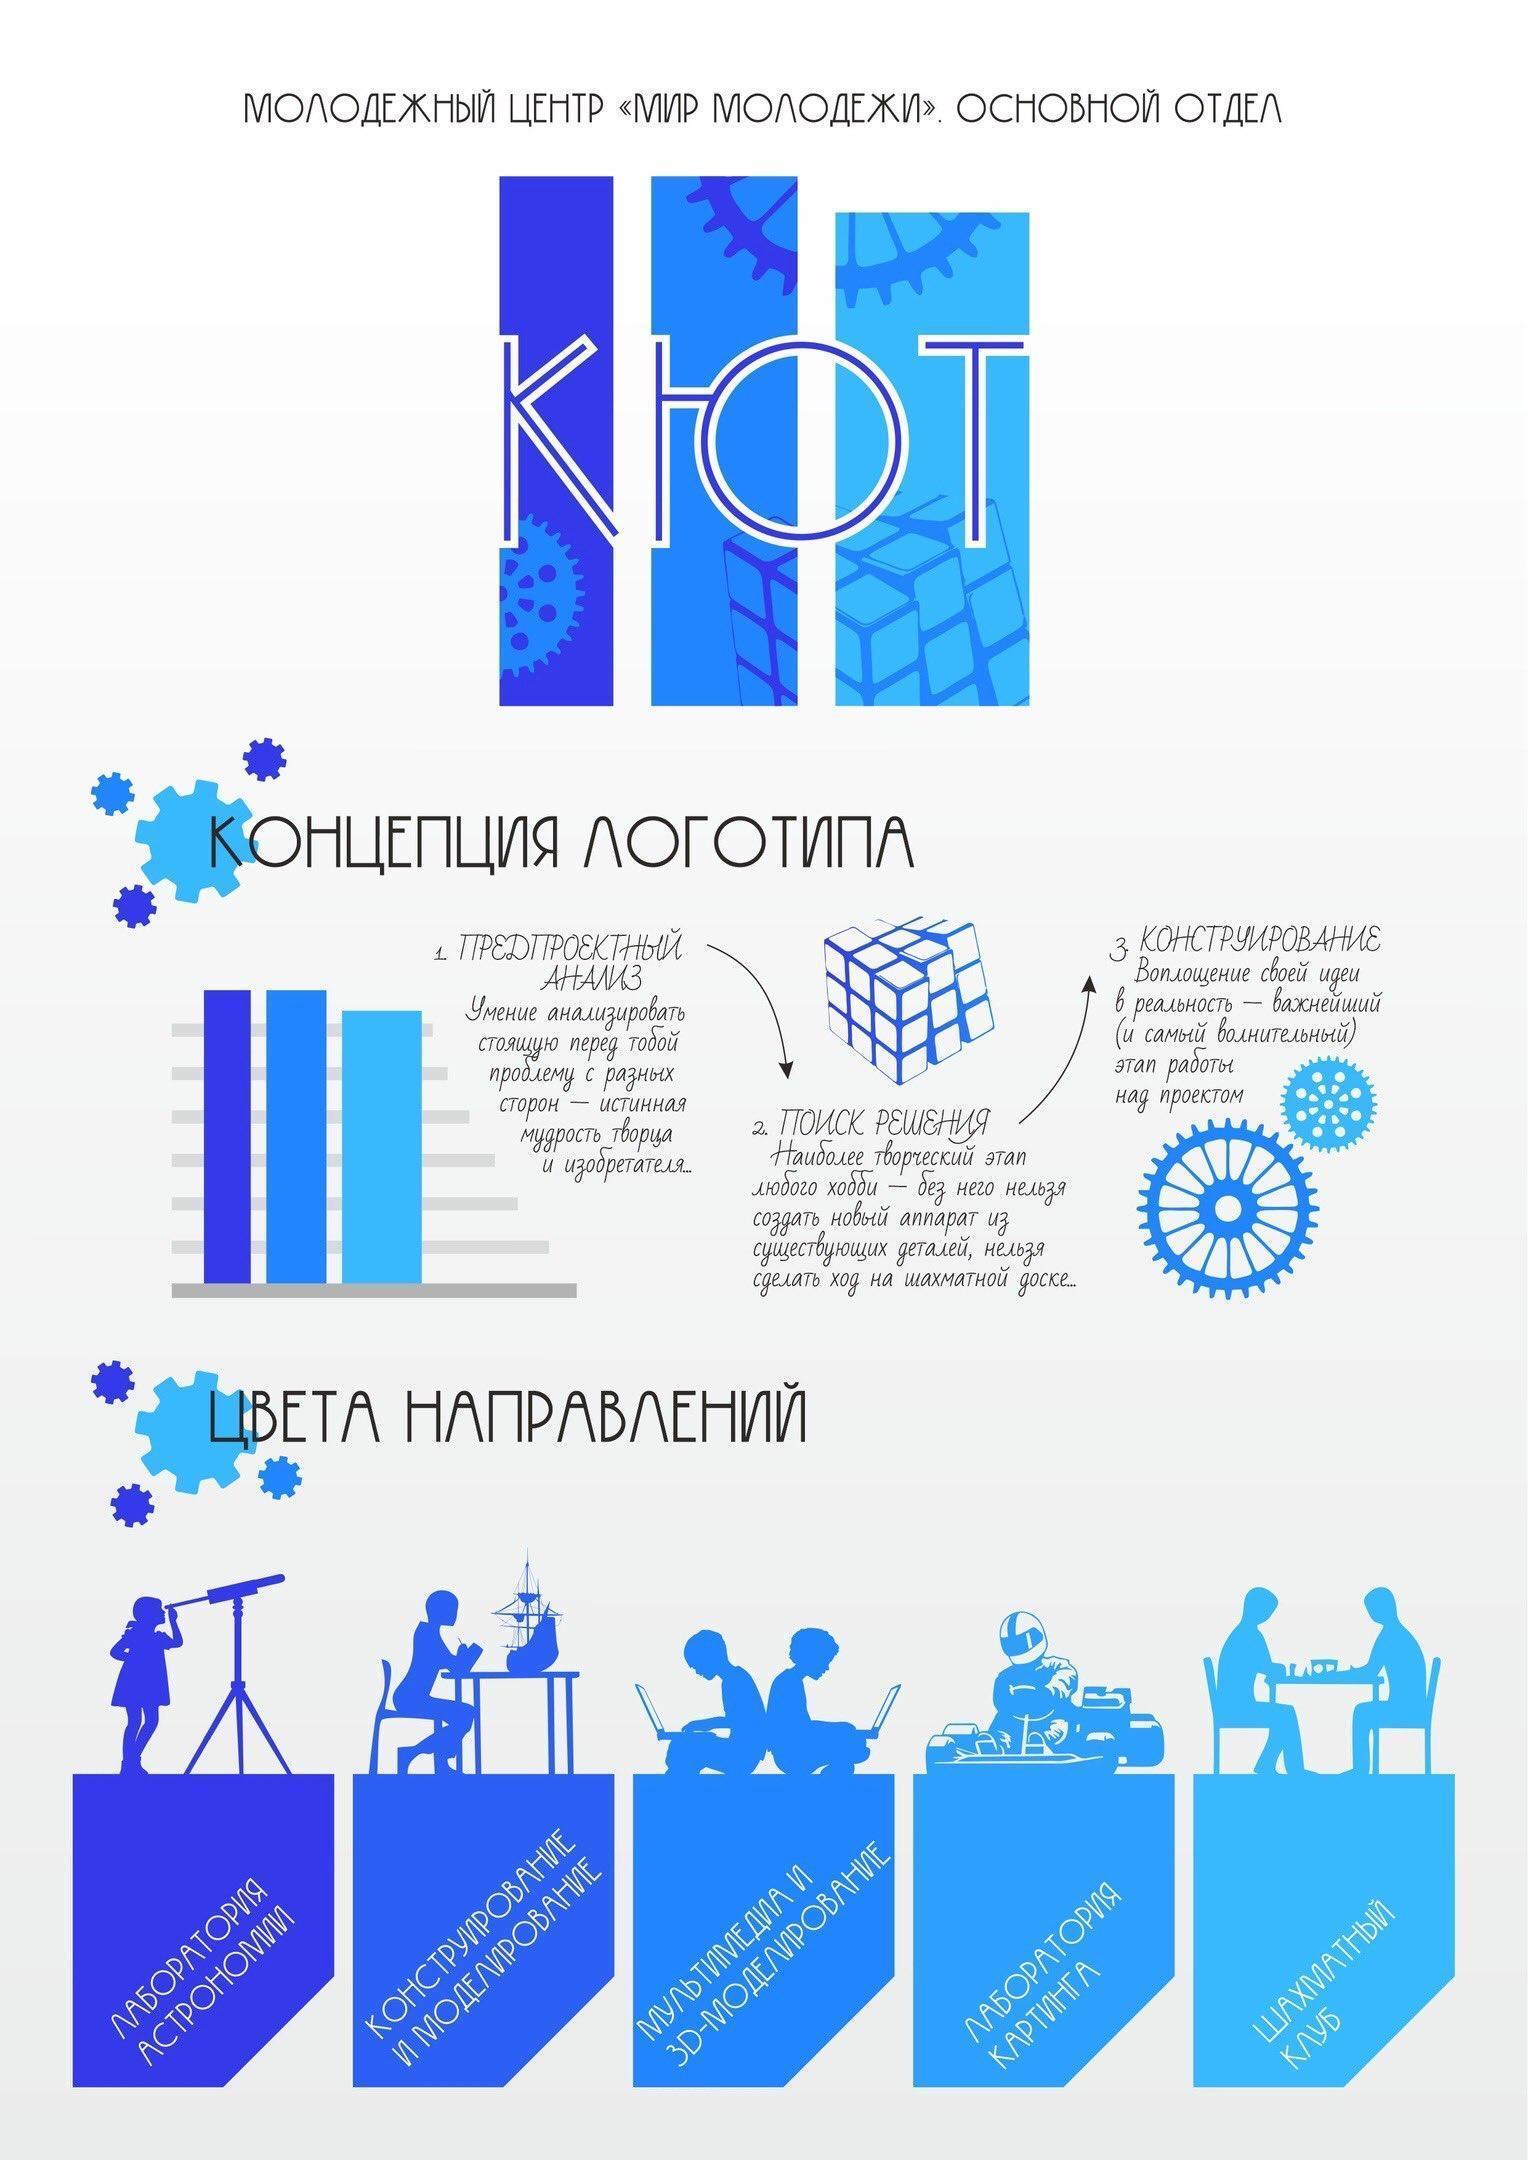 МОЛОДЕЖНЫЙ ЦЕНТР «МИР МОЛОДЕЖИ». ОСНОВНОЙ ОТДЕЛ
КЮТ
КОНЦЕПЦИЯ ЛОГОТИПА
1. ПРЕДПРОЕКТНЫЙ
АНАЛИЗ
Умение анализировать
стоящую перед тобой
проблему с разных
сторон — истинная
мудрость творца
и изобретателя...
2. ПОИСК РЕШЕНИЯ
Наиболее творческий этап
любого хобби — без него нельзя
создать новый аппарат из
существующих деталей, нельзя
сделать ход на шахматной доске...
3. КОНСТРУИРОВАНИЕ
Воплощение своей идеи
в реальность — важнейший
(и самый волнительный)
этап работы
над проектом
ЦВЕТА НАПРАВЛЕНИЙ
ЛАБОРАТОРИЯ
АСТРОНОМИИ
КОНСТРУИРОВАНИЕ
И МОДЕЛИРОВАНИЕ
МУЛЬТИМЕДИА И
3D-МОДЕЛИРОВАНИЕ
ЛАБОРАТОРИЯ
КАРТИНГА
ШАХМАТНЫЙ
КЛУБ